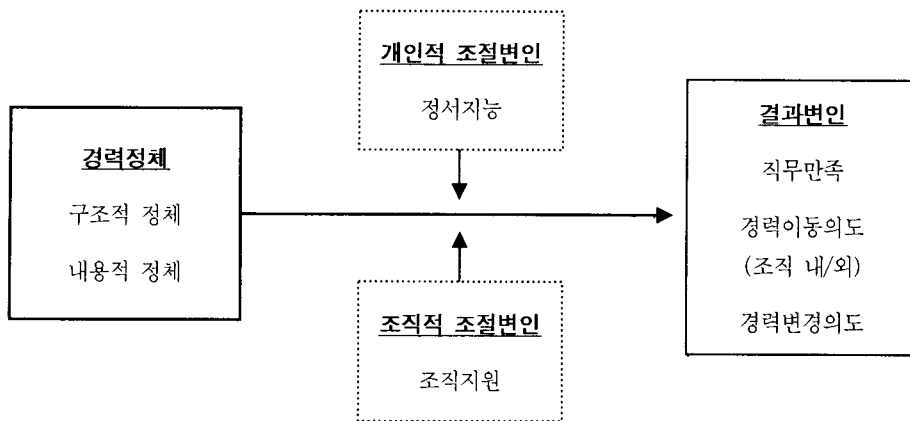 개인적 조절변인
정서지능
경력정체
구조적 정체
내용적 정체
조직적 조절변인
조직지원
결과변인
직무만족
경력이동의도
(조직 내/외)
경력변경의도